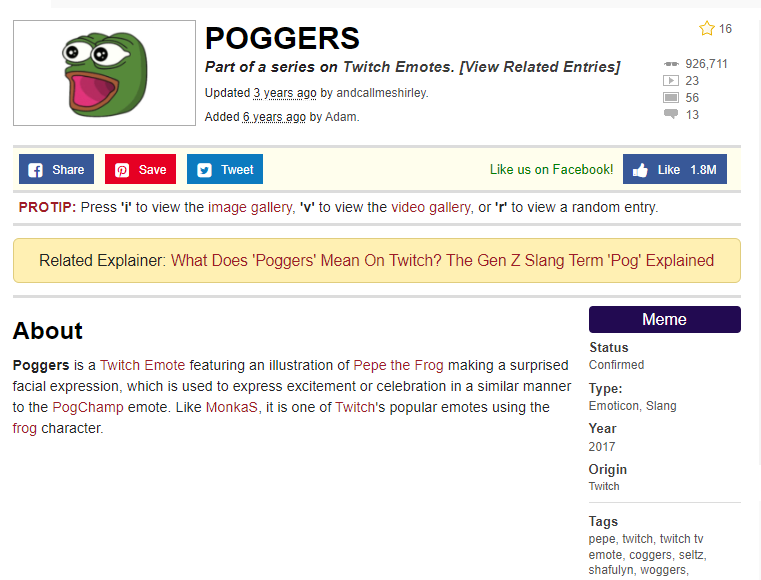 POGGERS
Part of a series on Twitch Emotes. [View Related Entries]
Updated 3 years ago by andcallmeshirley.
Added 6 years ago by Adam.
16
926,711
23
56
13
Share
Save
Tweet
Like us on Facebook!
Like 1.8M
PROTIP: Press 'i' to view the image gallery, 'v' to view the video gallery, or 'r' to view a random entry.
Related Explainer: What Does 'Poggers' Mean On Twitch? The Gen Z Slang Term 'Pog' Explained
About
Poggers is a Twitch Emote featuring an illustration of Pepe the Frog making a surprised
facial expression, which is used to express excitement or celebration in a similar manner
to the PogChamp emote. Like MonkaS, it is one of Twitch's popular emotes using the
frog character.
Meme
Status
Confirmed
Type:
Emoticon, Slang
Year
2017
Origin
Twitch
Tags
pepe, twitch, twitch tv
emote, coggers, seltz,
shafulyn, woggers,